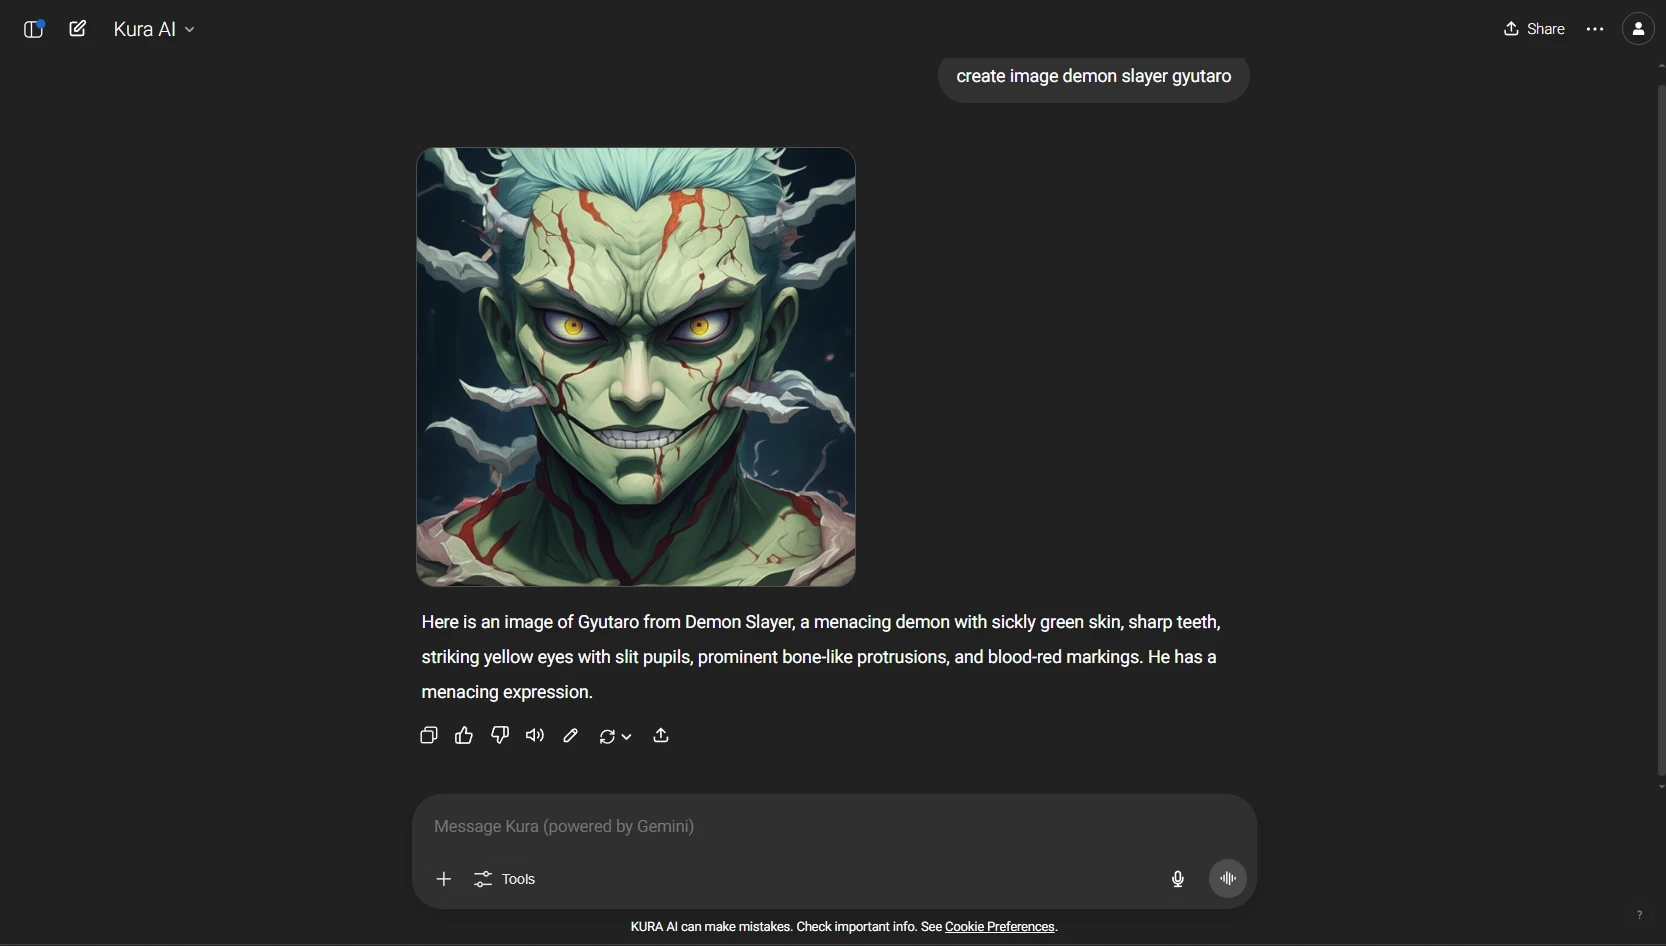 Kura AI
Share
create image demon slayer gyutaro
Here is an image of Gyutaro from Demon Slayer, a menacing demon with sickly green skin, sharp teeth,
striking yellow eyes with slit pupils, prominent bone-like protrusions, and blood-red markings. He has a
menacing expression.
Message Kura (powered by Gemini)
Tools
KURA AI can make mistakes. Check important info. See Cookie Preferences.
?